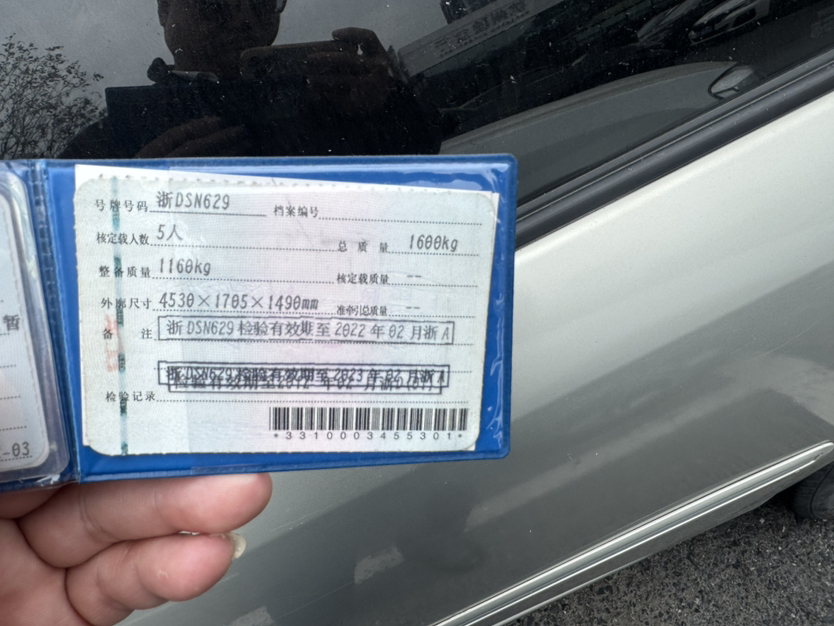 号牌号码 浙DSN629 档案编号
核定载人数 5人 总质量 1600kg
整备质量 1160kg 核定载质量 --
外廓尺寸 4530×1705×1490mm 准牵引总质量 --
备注 浙DSN629检验有效期至2022年02月浙A
浙DSN629检验有效期至2023年02月浙A
检验记录
*3310003455301*
-03